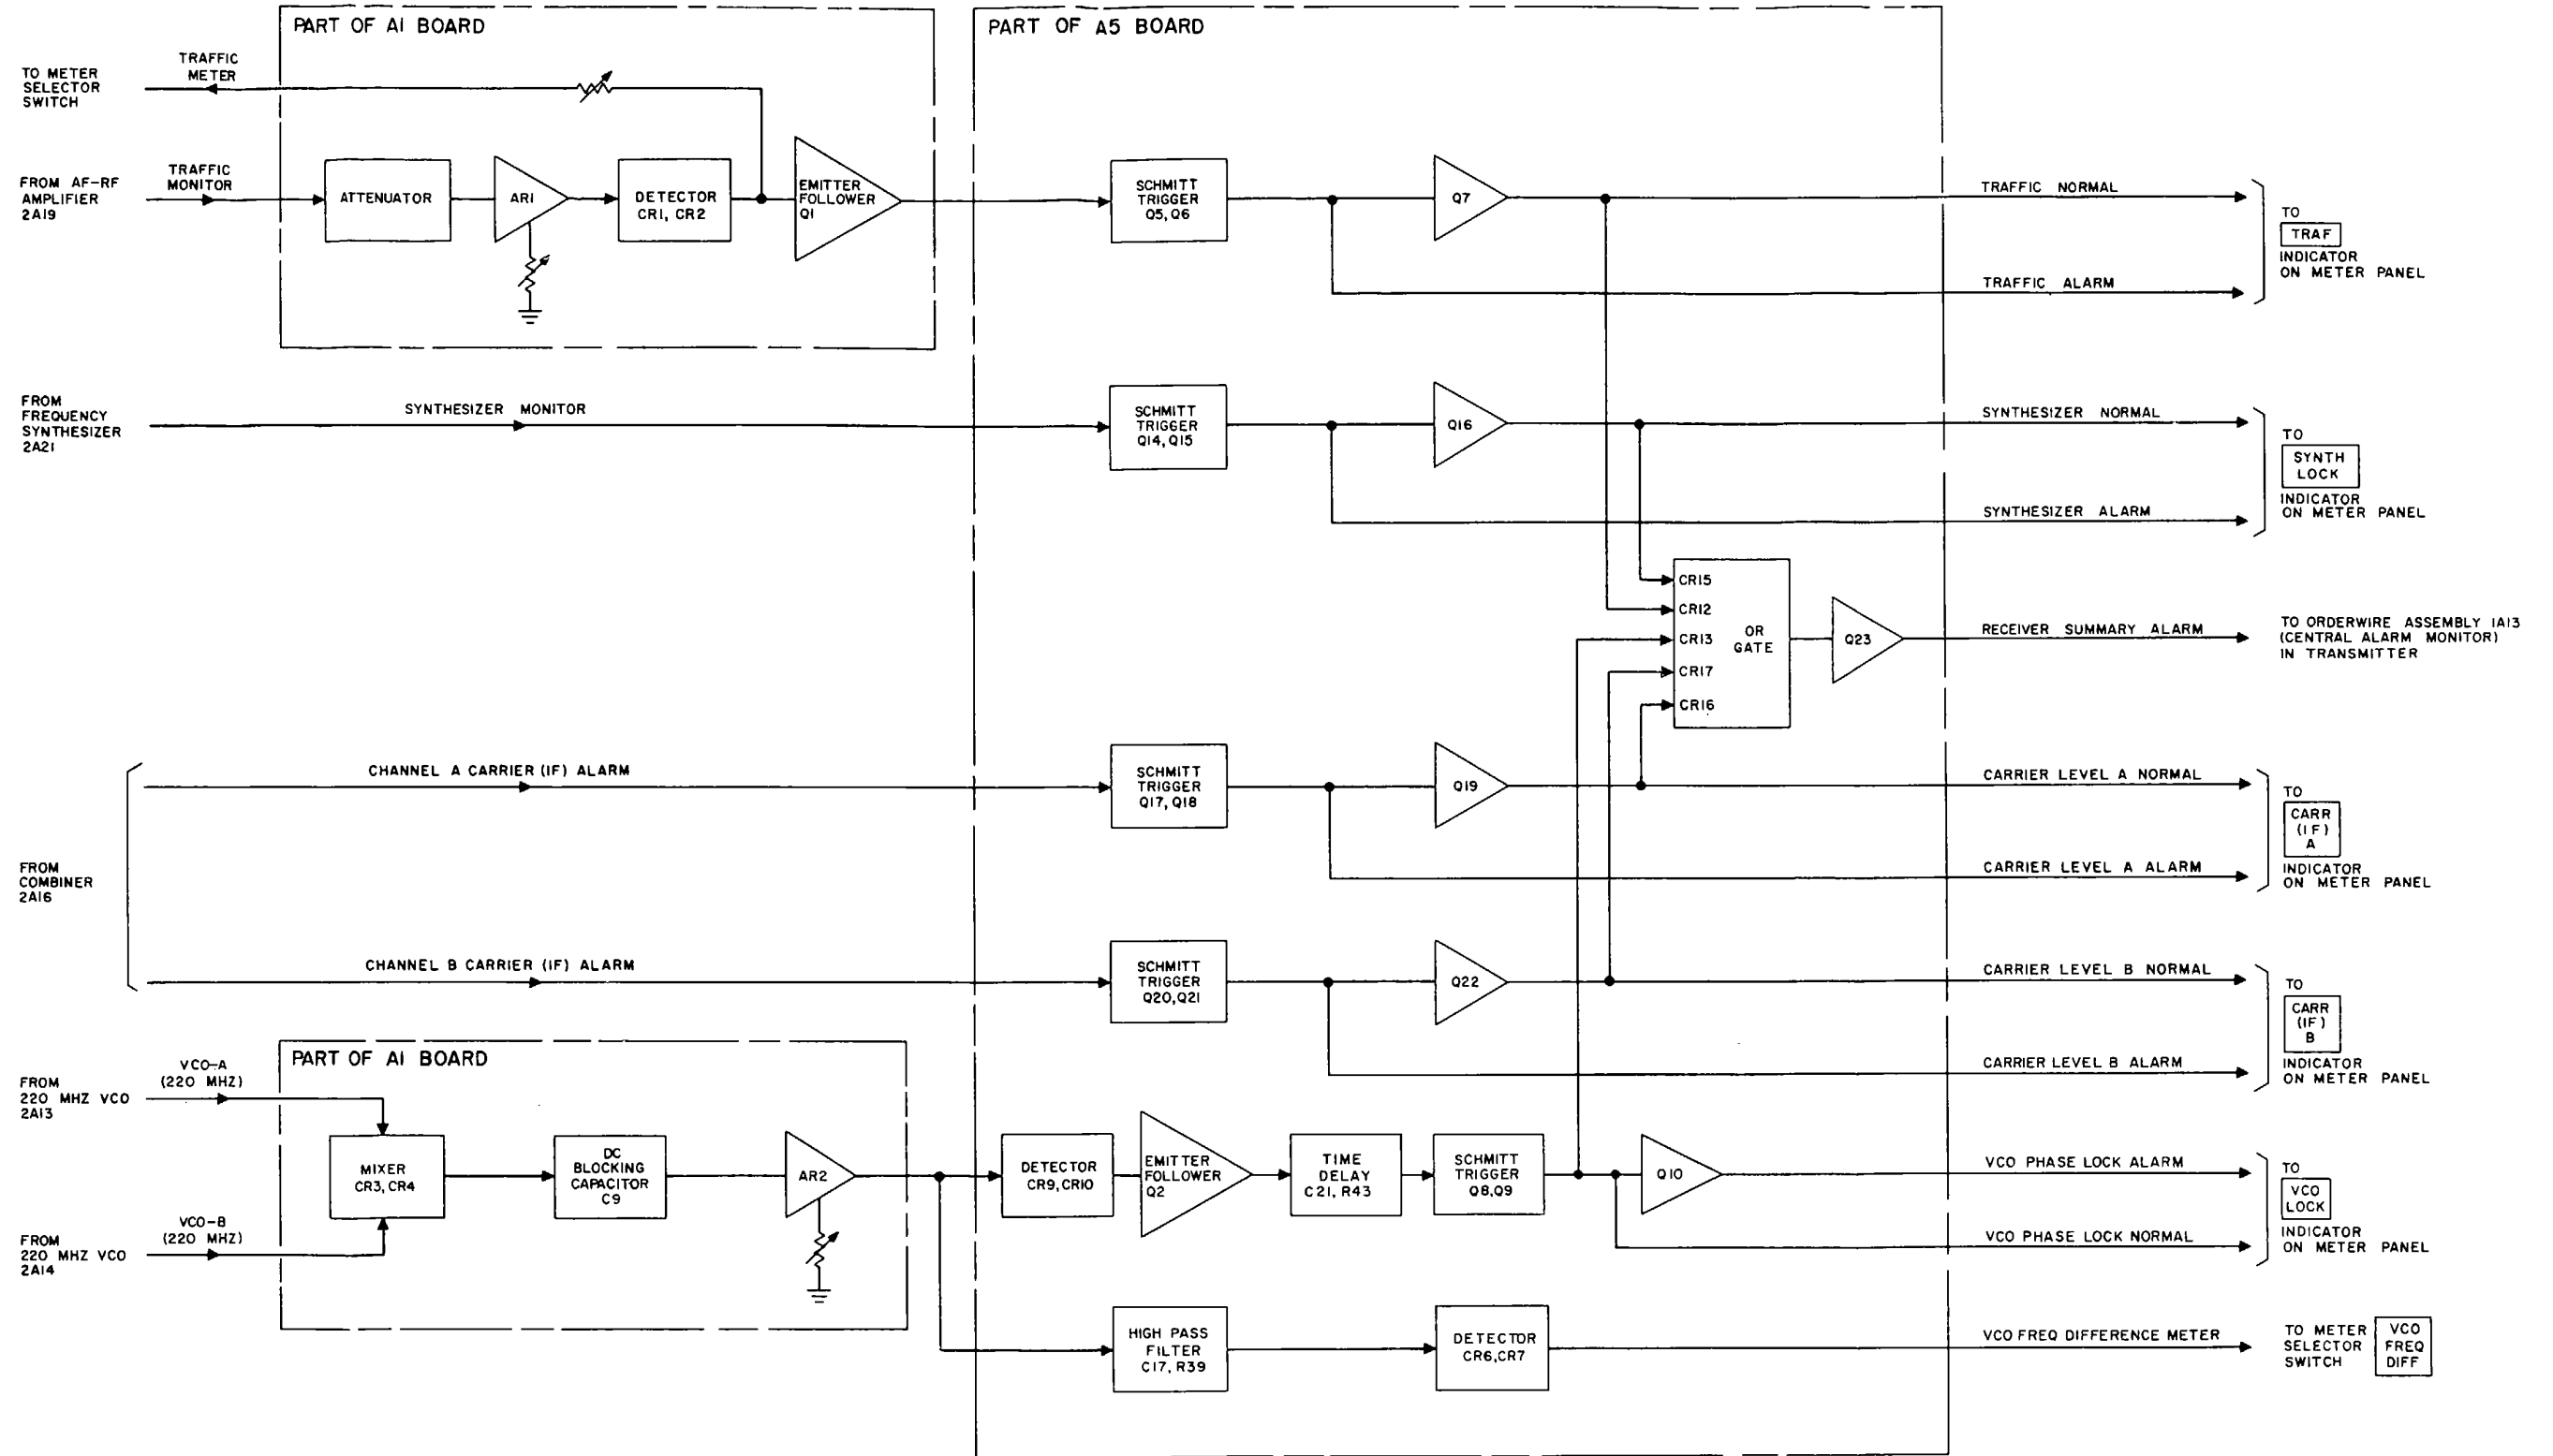 PART OF A1 BOARD
PART OF A5 BOARD
TO METER
SELECTOR
SWITCH
TRAFFIC
METER
FROM AF-RF
AMPLIFIER
2A19
TRAFFIC
MONITOR
ATTENUATOR
AR1
DETECTOR
CR1, CR2
EMITTER
FOLLOWER
Q1
SCHMITT
TRIGGER
Q5, Q6
Q7
TRAFFIC NORMAL
TRAFFIC ALARM
TO
TRAF
INDICATOR
ON METER PANEL
FROM
FREQUENCY
SYNTHESIZER
2A21
SYNTHESIZER MONITOR
SCHMITT
TRIGGER
Q14, Q15
Q16
SYNTHESIZER NORMAL
SYNTHESIZER ALARM
TO
SYNTH
LOCK
INDICATOR
ON METER PANEL
CR15
CR12
CR13
CR17
CR16
OR
GATE
Q23
RECEIVER SUMMARY ALARM
TO ORDERWIRE ASSEMBLY 1A13
(CENTRAL ALARM MONITOR)
IN TRANSMITTER
FROM
COMBINER
2A16
CHANNEL A CARRIER (IF) ALARM
SCHMITT
TRIGGER
Q17, Q18
Q19
CARRIER LEVEL A NORMAL
CARRIER LEVEL A ALARM
TO
CARR
(IF)
A
INDICATOR
ON METER PANEL
CHANNEL B CARRIER (IF) ALARM
SCHMITT
TRIGGER
Q20, Q21
Q22
CARRIER LEVEL B NORMAL
CARRIER LEVEL B ALARM
TO
CARR
(IF)
B
INDICATOR
ON METER PANEL
PART OF A1 BOARD
FROM
220 MHZ VCO
2A13
VCO-A
(220 MHZ)
FROM
220 MHZ VCO
2A14
VCO-B
(220 MHZ)
MIXER
CR3, CR4
DC
BLOCKING
CAPACITOR
C9
AR2
DETECTOR
CR9, CR10
EMITTER
FOLLOWER
Q2
TIME
DELAY
C21, R43
SCHMITT
TRIGGER
Q8,Q9
Q10
VCO PHASE LOCK ALARM
VCO PHASE LOCK NORMAL
TO
VCO
LOCK
INDICATOR
ON METER PANEL
HIGH PASS
FILTER
C17, R39
DETECTOR
CR6,CR7
VCO FREQ DIFFERENCE METER
TO METER
SELECTOR
SWITCH
VCO
FREQ
DIFF